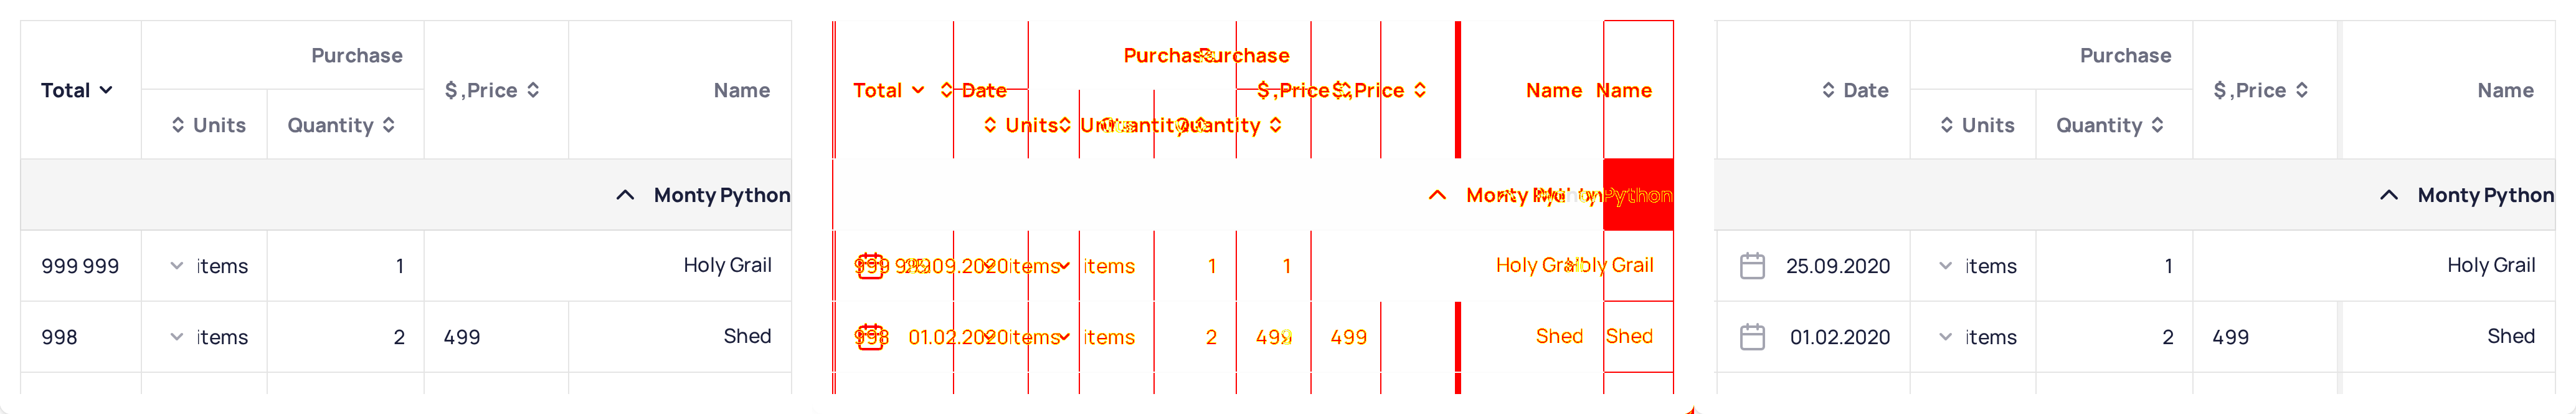 Purchase
Total $ ,Price Name
Units Quantity
Monty Python
999 999 items 1 Holy Grail
998 items 2 499 Shed
Purchase Purchase
Total Date $ ,Price $ ,Price Name Name
Units Units Quantity Quantity
Monty Python Monty Python
999 999 25.09.2020 items items 1 1 Holy Grail Holy Grail
998 01.02.2020 items items 2 499 499 Shed Shed
Purchase
Date $ ,Price Name
Units Quantity
Monty Python
25.09.2020 items 1 Holy Grail
01.02.2020 items 2 499 Shed